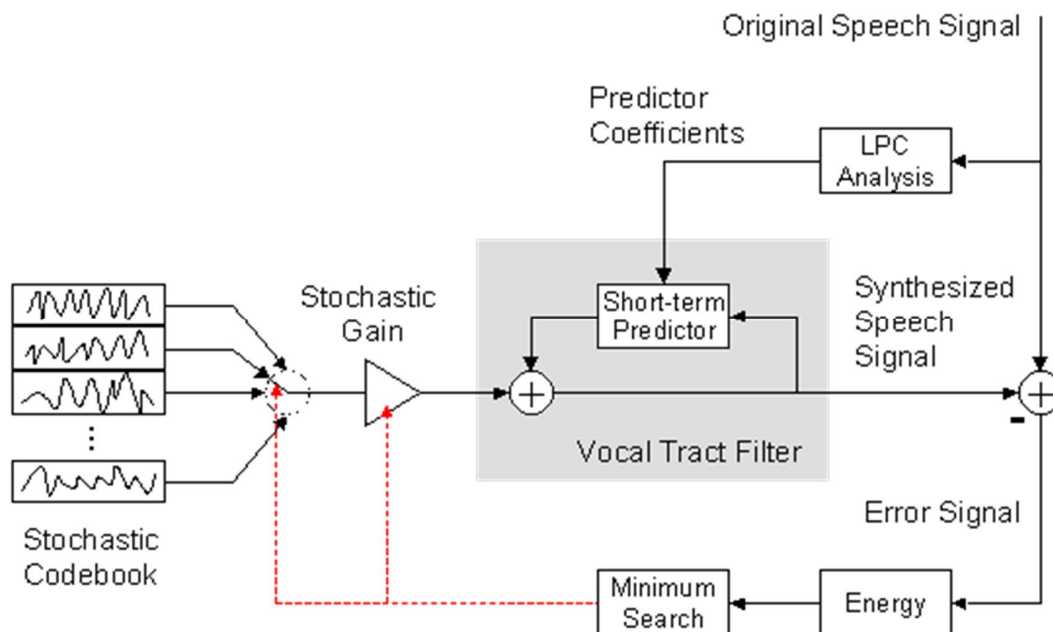 Original Speech Signal
Predictor
Coefficients
LPC
Analysis
Stochastic
Gain
Short-term
Predictor
Synthesized
Speech
Signal
+
+
-
Vocal Tract Filter
Stochastic
Codebook
Error Signal
Minimum
Search
Energy